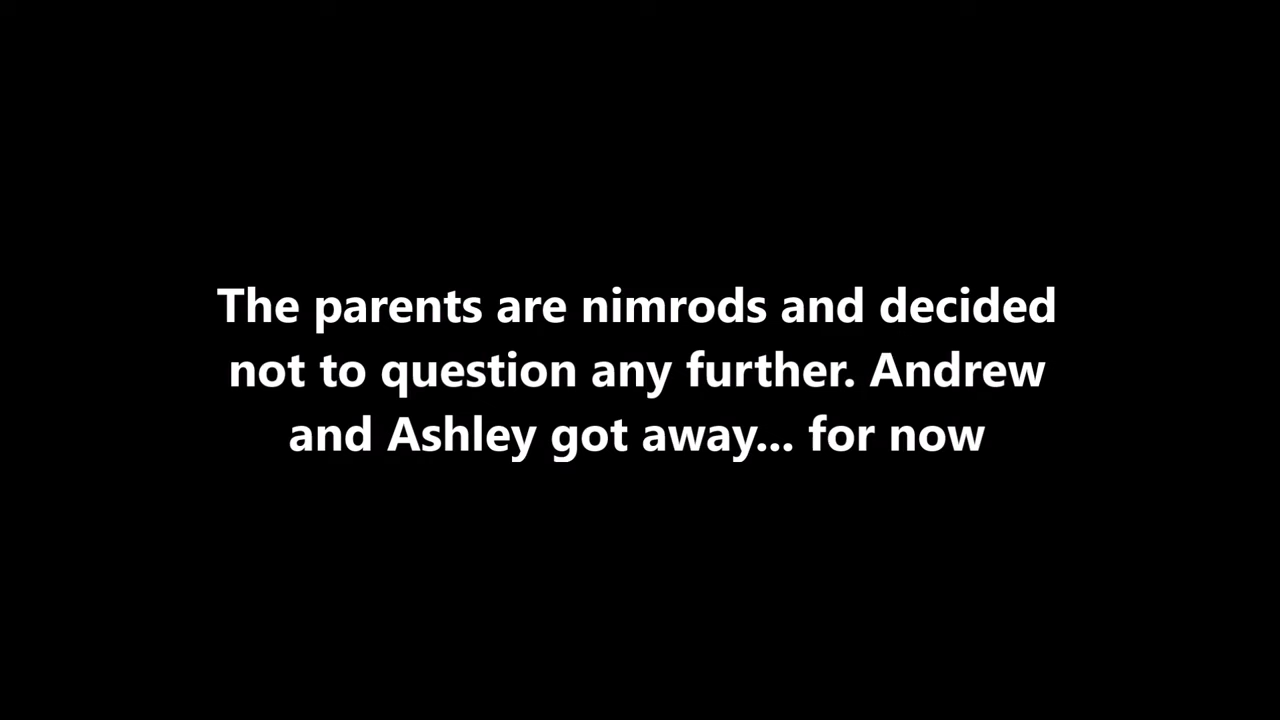 The parents are nimrods and decided
not to question any further. Andrew
and Ashley got away... for now